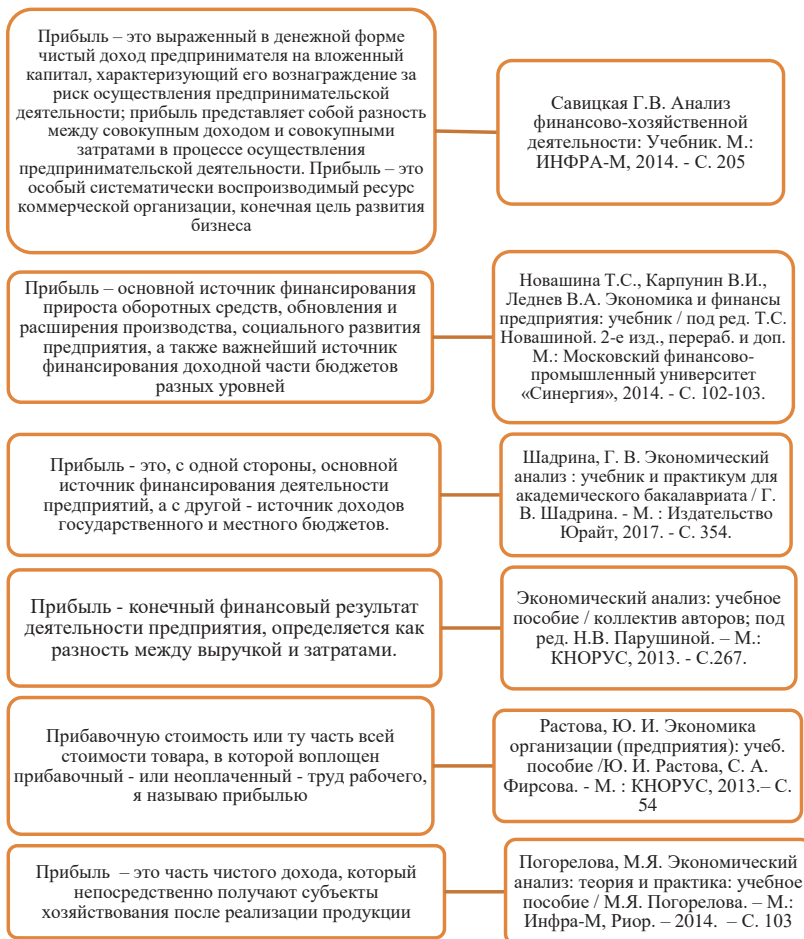 Прибыль – это выраженный в денежной форме
чистый доход предпринимателя на вложенный
капитал, характеризующий его вознаграждение за
риск осуществления предпринимательской
деятельности; прибыль представляет собой разность
между совокупным доходом и совокупными
затратами в процессе осуществления
предпринимательской деятельности. Прибыль – это
особый систематически воспроизводимый ресурс
коммерческой организации, конечная цель развития
бизнеса
Савицкая Г.В. Анализ
финансово-хозяйственной
деятельности: Учебник. М.:
ИНФРА-М, 2014. - С. 205
Прибыль – основной источник финансирования
прироста оборотных средств, обновления и
расширения производства, социального развития
предприятия, а также важнейший источник
финансирования доходной части бюджетов
разных уровней
Новашина Т.С., Карпунин В.И.,
Леднев В.А. Экономика и финансы
предприятия: учебник / под ред. Т.С.
Новашиной. 2-е изд., перераб. и доп.
М.: Московский финансово-
промышленный университет
«Синергия», 2014. - С. 102-103.
Прибыль - это, с одной стороны, основной
источник финансирования деятельности
предприятий, а с другой - источник доходов
государственного и местного бюджетов.
Шадрина, Г. В. Экономический
анализ : учебник и практикум для
академического бакалавриата / Г.
В. Шадрина. - М. : Издательство
Юрайт, 2017. - С. 354.
Прибыль - конечный финансовый результат
деятельности предприятия, определяется как
разность между выручкой и затратами.
Экономический анализ: учебное
пособие / коллектив авторов; под
ред. Н.В. Парушиной. – М.:
КНОРУС, 2013. - С.267.
Прибавочную стоимость или ту часть всей
стоимости товара, в которой воплощен
прибавочный - или неоплаченный - труд рабочего,
я называю прибылью
Растова, Ю. И. Экономика
организации (предприятия): учеб.
пособие /Ю. И. Растова, С. А.
Фирсова. - М. : КНОРУС, 2013.– С.
54
Прибыль – это часть чистого дохода, который
непосредственно получают субъекты
хозяйствования после реализации продукции
Погорелова, М.Я. Экономический
анализ: теория и практика: учебное
пособие / М.Я. Погорелова. – М.:
Инфра-М, Риор. – 2014. – С. 103